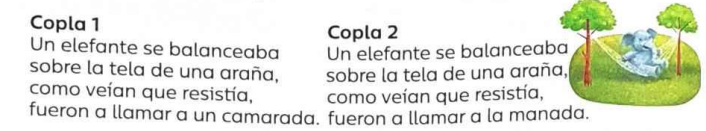 Copla 1
Un elefante se balanceaba
sobre la tela de una araña,
como veían que resistía,
fueron a llamar a un camarada.
Copla 2
Un elefante se balanceaba
sobre la tela de una araña,
como veían que resistía,
fueron a llamar a la manada.